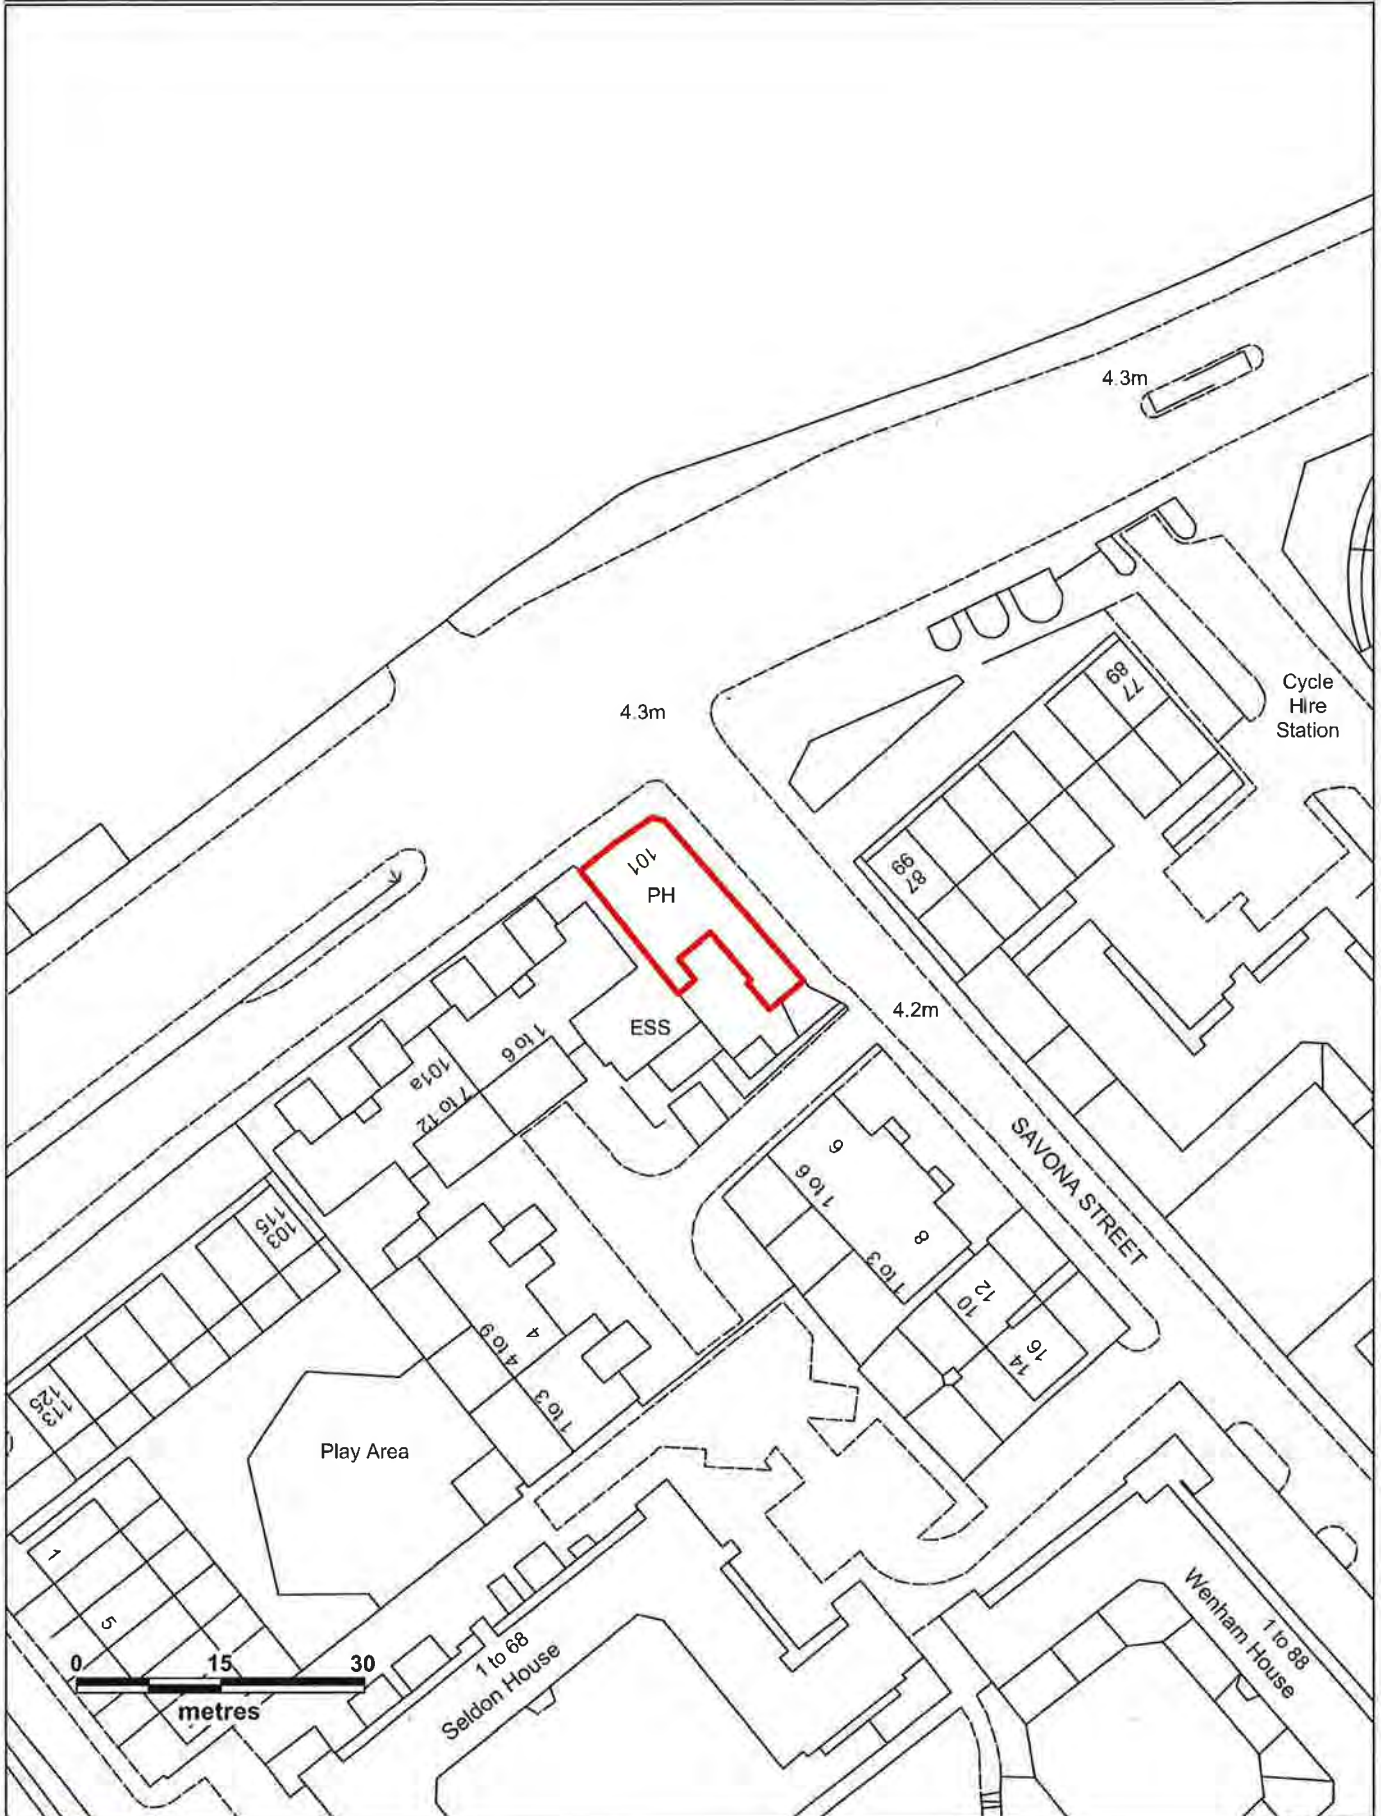 4.3m
Cycle
Hire
Station
77
89
4.3m
101
PH
87
99
4.2m
ESS
1 to 6
101a
7 to 12
SAVONA STREET
6
1 to 6
8
1 to 3
103
115
10
12
14
16
4
4 to 9
1 to 3
113
125
Play Area
1
5
1 to 68
Seldon House
1 to 88
Wenham House
0 15 30
metres